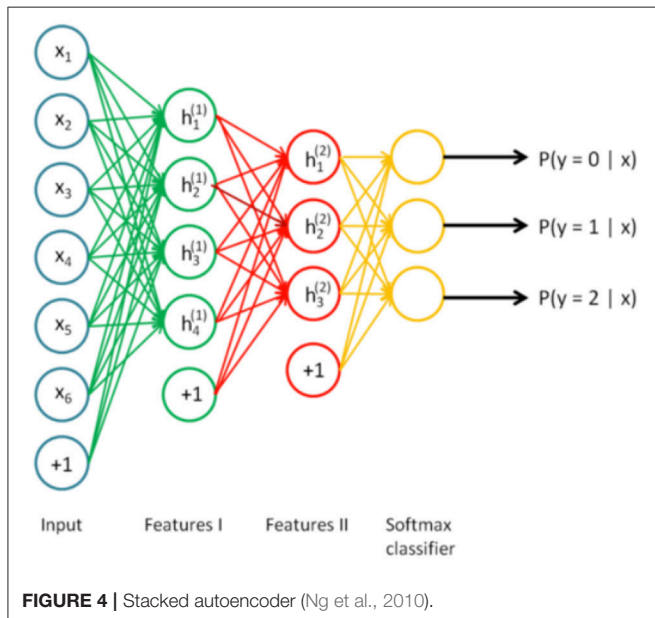 x₁
x₂
x₃
x₄
x₅
x₆
+1
h₁⁽¹⁾
h₂⁽¹⁾
h₃⁽¹⁾
h₄⁽¹⁾
+1
h₁⁽²⁾
h₂⁽²⁾
h₃⁽²⁾
+1
P(y = 0 | x)
P(y = 1 | x)
P(y = 2 | x)
Input
Features I
Features II
Softmax
classifier
FIGURE 4 | Stacked autoencoder (Ng et al., 2010).